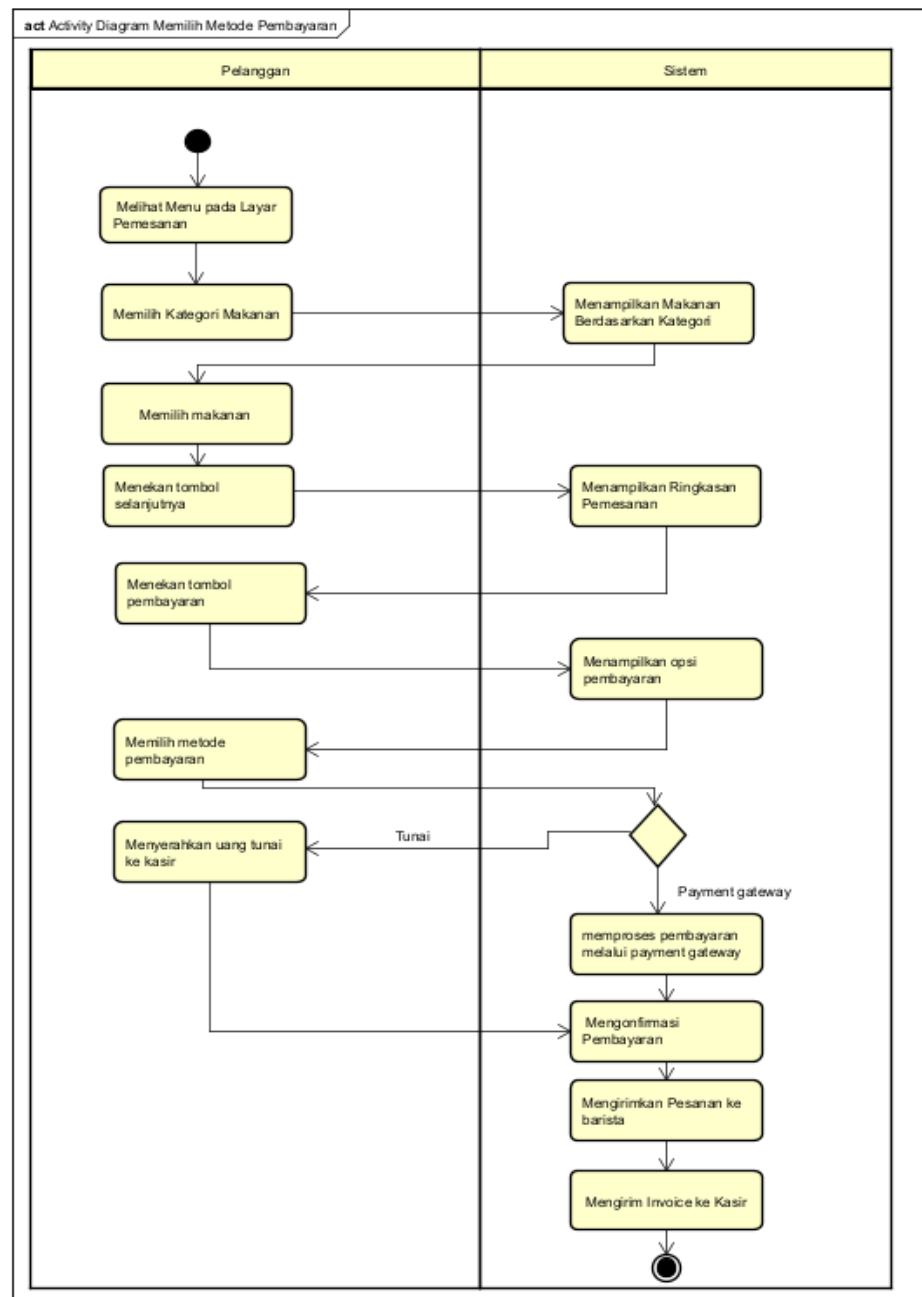 act Activity Diagram Memilih Metode Pembayaran
Pelanggan
Sistem
Melihat Menu pada Layar
Pemesanan
Memilih Kategori Makanan
Menampilkan Makanan
Berdasarkan Kategori
Memilih makanan
Menekan tombol
selanjutnya
Menampilkan Ringkasan
Pemesanan
Menekan tombol
pembayaran
Menampilkan opsi
pembayaran
Memilih metode
pembayaran
Tunai
Menyerahkan uang tunai
ke kasir
Payment gateway
memproses pembayaran
melalui payment gateway
Mengonfirmasi
Pembayaran
Mengirimkan Pesanan ke
barista
Mengirim Invoice ke Kasir